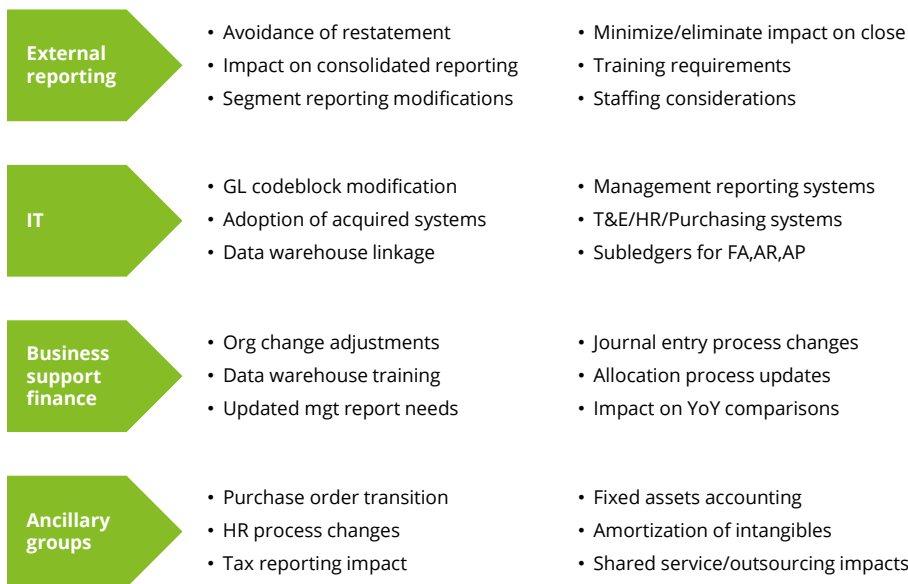 External
reporting
• Avoidance of restatement
• Impact on consolidated reporting
• Segment reporting modifications
• Minimize/eliminate impact on close
• Training requirements
• Staffing considerations
IT
• GL codeblock modification
• Adoption of acquired systems
• Data warehouse linkage
• Management reporting systems
• T&E/HR/Purchasing systems
• Subledgers for FA,AR,AP
Business
support
finance
• Org change adjustments
• Data warehouse training
• Updated mgt report needs
• Journal entry process changes
• Allocation process updates
• Impact on YoY comparisons
Ancillary
groups
• Purchase order transition
• HR process changes
• Tax reporting impact
• Fixed assets accounting
• Amortization of intangibles
• Shared service/outsourcing impacts